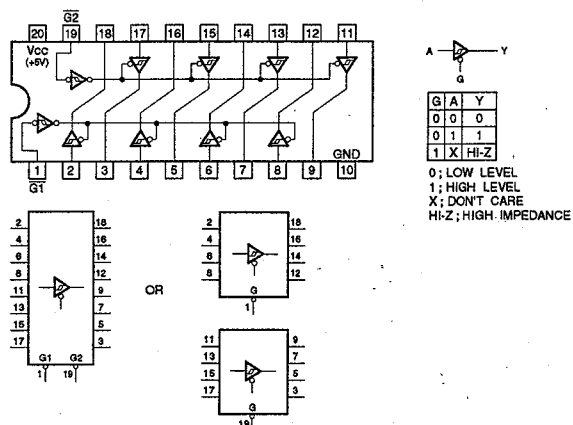 G2
20 19 18 17 16 15 14 13 12 11
VCC
(+5V)
GND
1 2 3 4 5 6 7 8 9 10
G1
A Y
G
G A Y
0 0 0
0 1 1
1 X HI-Z
0 ; LOW LEVEL
1 ; HIGH LEVEL
X ; DON'T CARE
HI-Z ; HIGH IMPEDANCE
2 18
4 16
6 14
8 12
11 9
13 7
15 5
17 3
G1 G2
1 19
OR
2 18
4 16
6 14
8 12
G
1
11 9
13 7
15 5
17 3
G
19